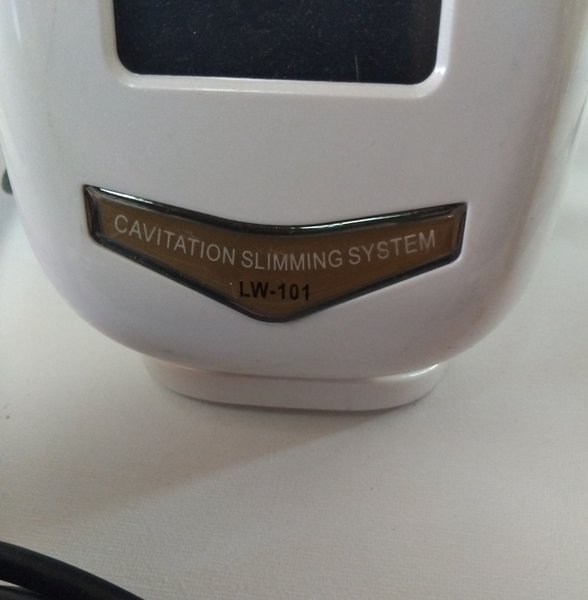 CAVITATION SLIMMING SYSTEM
LW-101